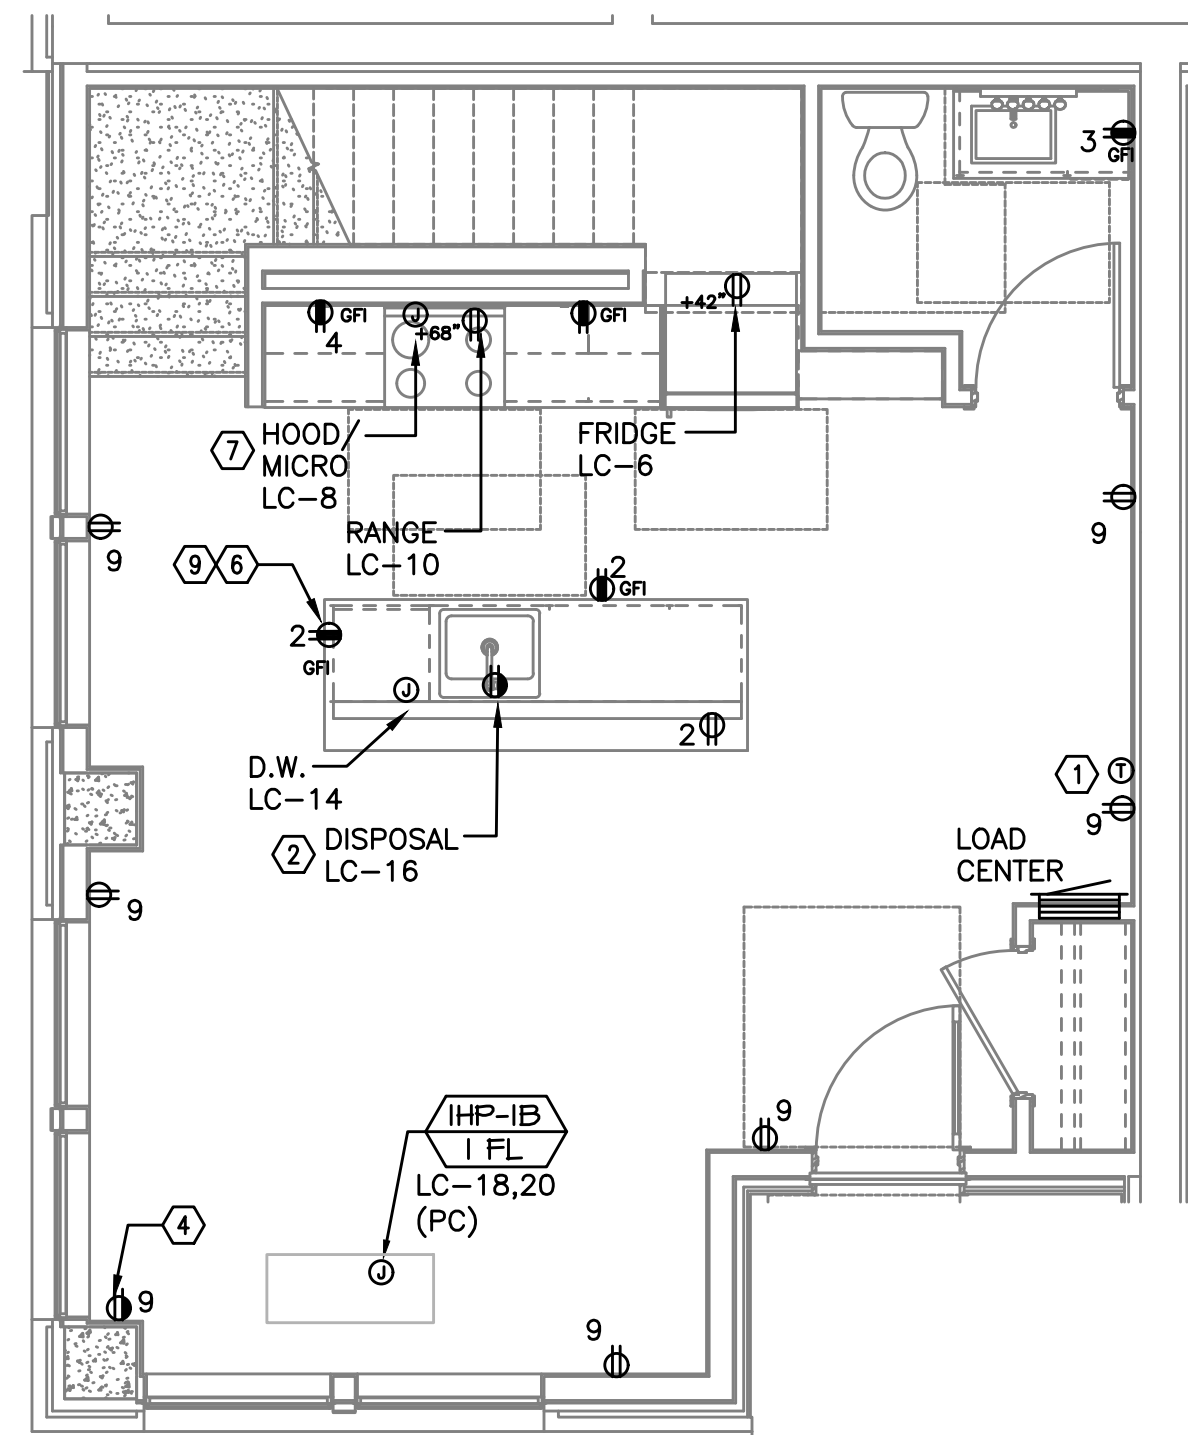 3
GFI
+42"
J
GFI
+68"
GFI
4
7
HOOD/
MICRO
LC-8
FRIDGE
LC-6
RANGE
LC-10
9
9
9
6
2
GFI
2
GFI
J
2
D.W.
LC-14
1
T
9
2
DISPOSAL
LC-16
LOAD
CENTER
9
IHP-1B
1 FL
LC-18,20
(PC)
9
4
J
9
9